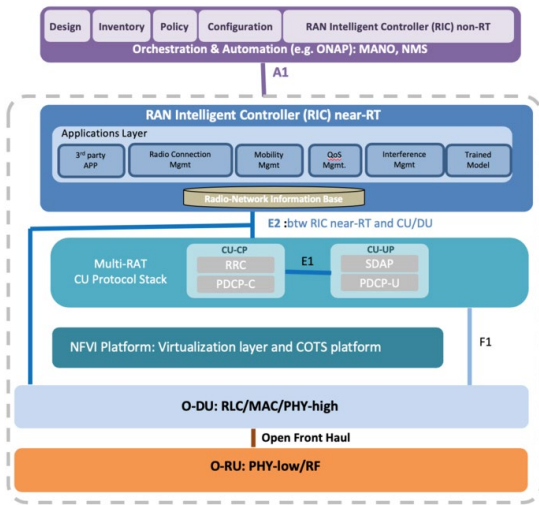 Design
Inventory
Policy
Configuration
RAN Intelligent Controller (RIC) non-RT
Orchestration & Automation (e.g. ONAP): MANO, NMS
A1
RAN Intelligent Controller (RIC) near-RT
Applications Layer
3rd party
APP
Radio Connection
Mgmt
Mobility
Mgmt
QoS
Mgmt.
Interference
Mgmt
Trained
Model
Radio-Network Information Base
E2 :btw RIC near-RT and CU/DU
Multi-RAT
CU Protocol Stack
CU-CP
RRC
PDCP-C
E1
CU-UP
SDAP
PDCP-U
NFVI Platform: Virtualization layer and COTS platform
F1
O-DU: RLC/MAC/PHY-high
Open Front Haul
O-RU: PHY-low/RF